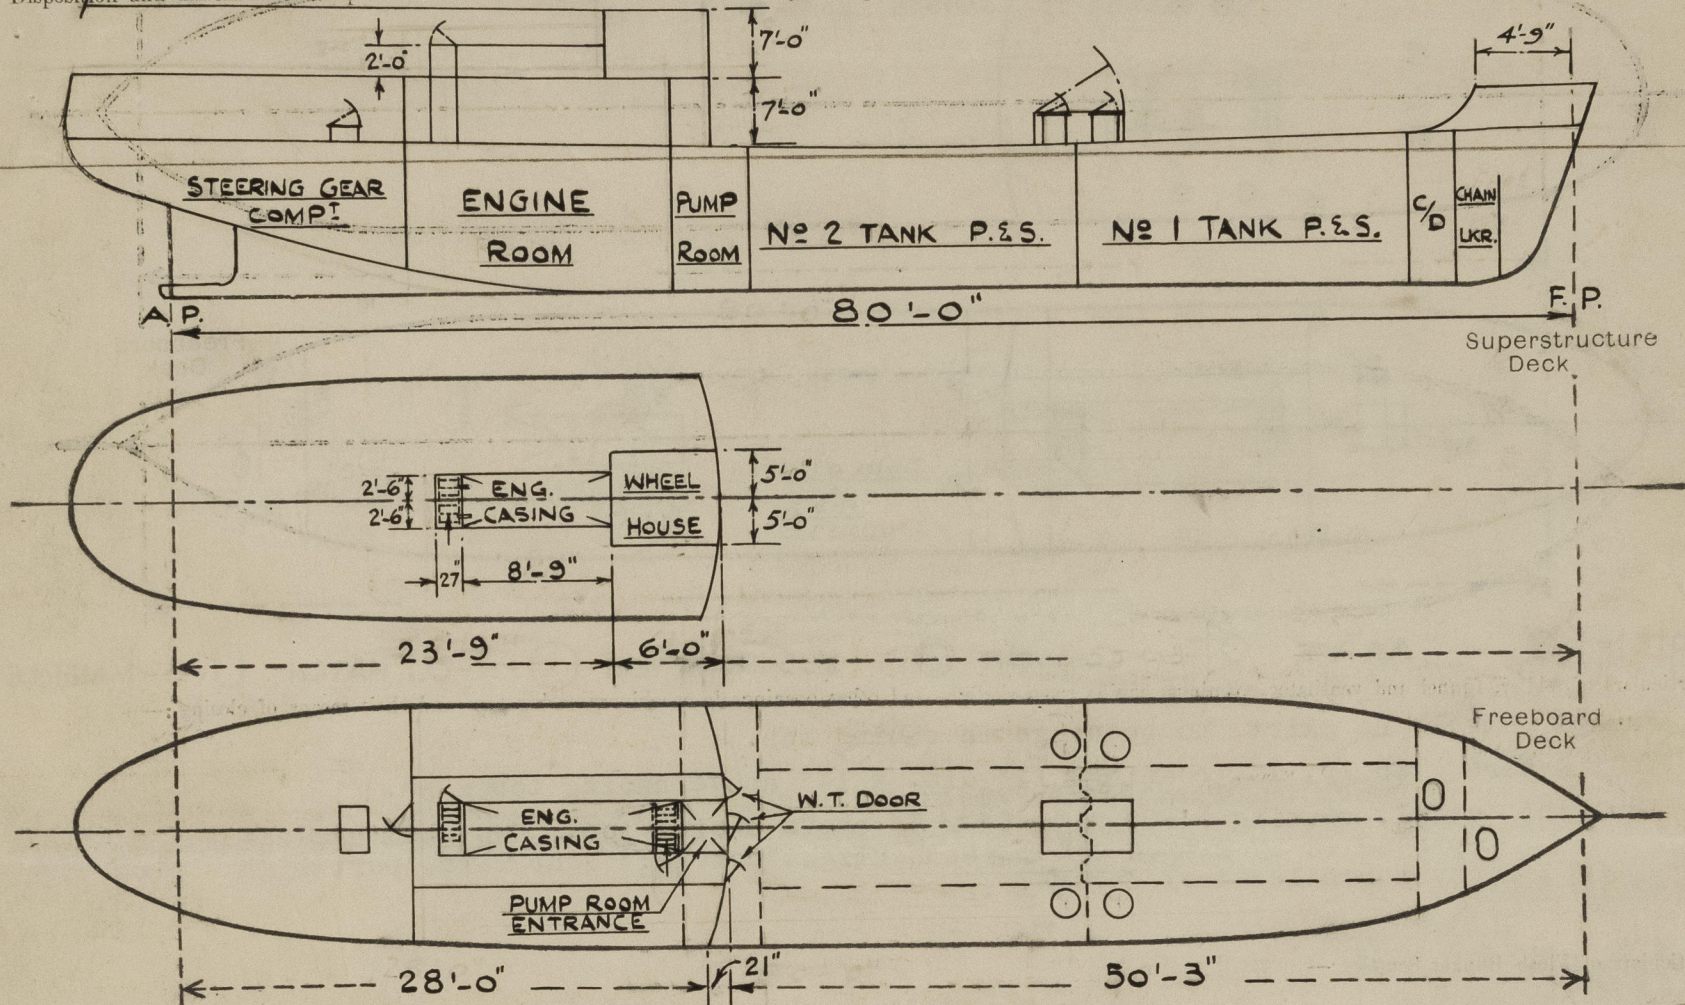 Disposition and
7'-0"
4'-9"
2'-0"
7'-0"
STEERING GEAR
COMPT
ENGINE
ROOM
PUMP
ROOM
Nº 2 TANK P.&S.
Nº 1 TANK P.&S.
C/D
CHAIN
LKR.
A.P.
80'-0"
F.P.
Superstructure
Deck
2'-6"
2'-6"
ENG.
CASING
WHEEL
HOUSE
5'-0"
5'-0"
27"
8'-9"
23'-9"
6'-0"
Freeboard
Deck
W.T. DOOR
ENG.
CASING
PUMP ROOM
ENTRANCE
28'-0"
21"
50'-3"